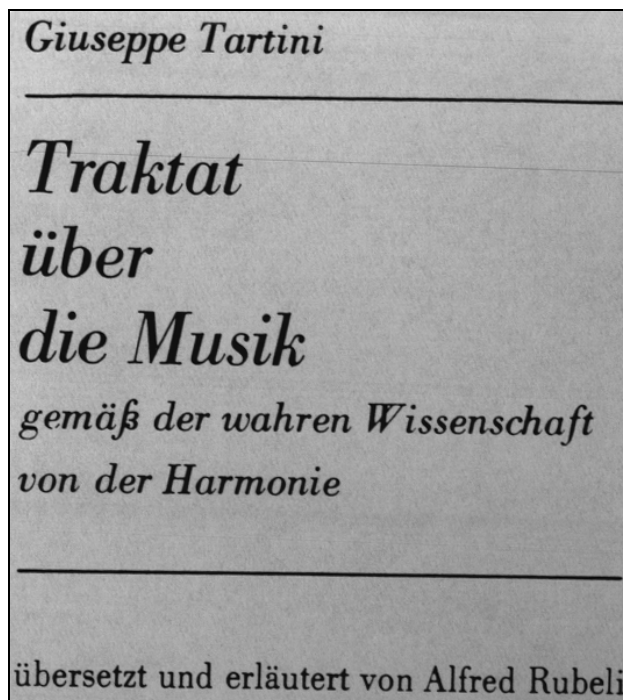 Giuseppe Tartini
Traktat
über
die Musik
gemäß der wahren Wissenschaft
von der Harmonie
übersetzt und erläutert von Alfred Rubeli